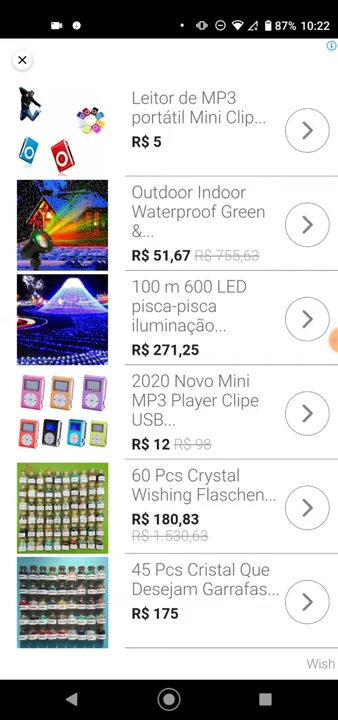 87% 10:22
Leitor de MP3
portátil Mini Clip...
R$ 5
Outdoor Indoor
Waterproof Green
&...
R$ 51,67 R$ 755,63
100 m 600 LED
pisca-pisca
iluminação...
R$ 271,25
2020 Novo Mini
MP3 Player Clipe
USB...
R$ 12 R$ 98
60 Pcs Crystal
Wishing Flaschen...
R$ 180,83
R$ 1.530,63
45 Pcs Cristal Que
Desejam Garrafas...
R$ 175
Wish